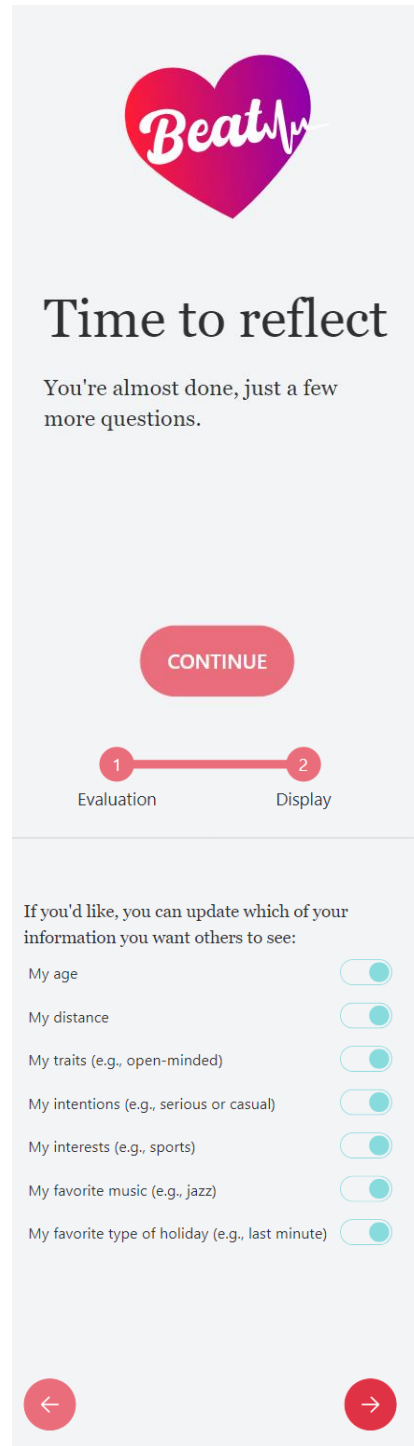 Beat
Time to reflect
You're almost done, just a few
more questions.
CONTINUE
1
2
Evaluation
Display
If you'd like, you can update which of your
information you want others to see:
My age
My distance
My traits (e.g., open-minded)
My intentions (e.g., serious or casual)
My interests (e.g., sports)
My favorite music (e.g., jazz)
My favorite type of holiday (e.g., last minute)